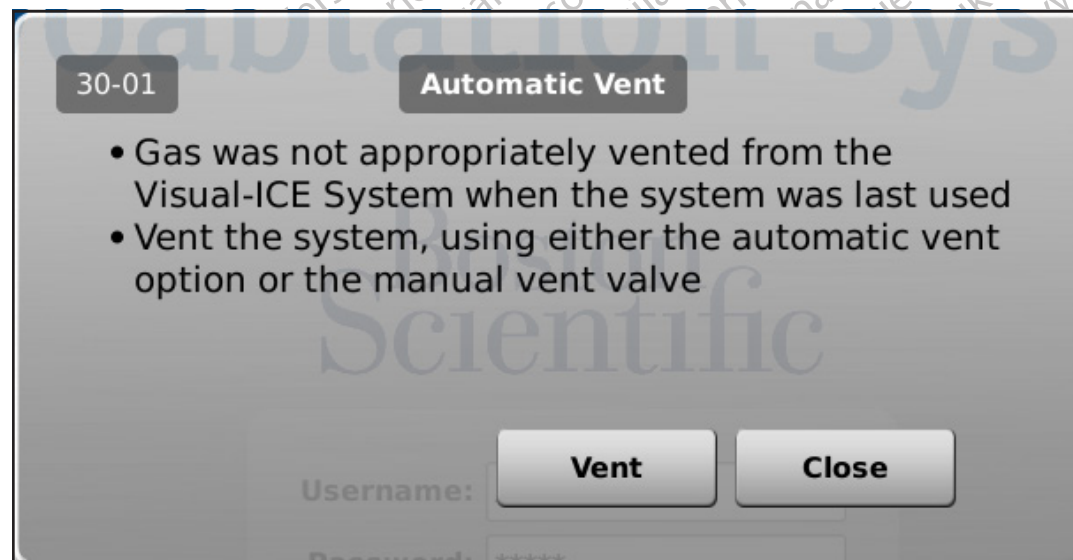 ablation Sys
30-01
Automatic Vent
• Gas was not appropriately vented from the
Visual-ICE System when the system was last used
• Vent the system, using either the automatic vent
option or the manual vent valve
Boston
Scientific
Vent
Close
Username:
Password: *****